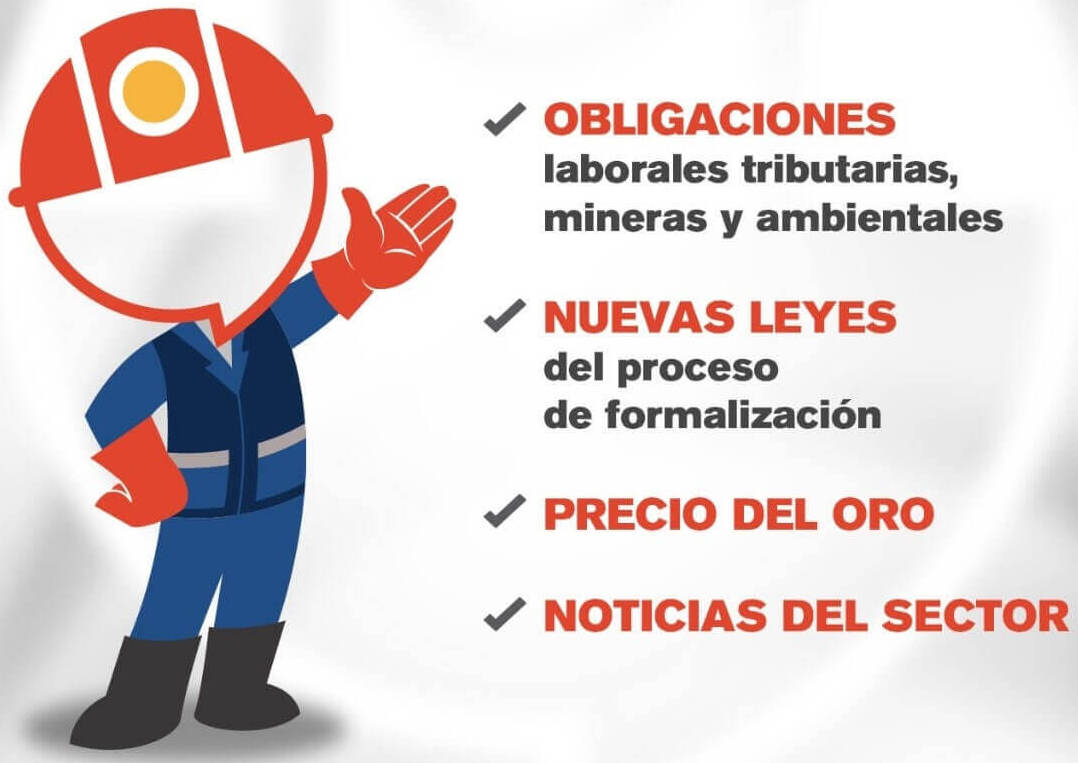 OBLIGACIONES
laborales tributarias,
mineras y ambientales
NUEVAS LEYES
del proceso
de formalización
PRECIO DEL ORO
NOTICIAS DEL SECTOR